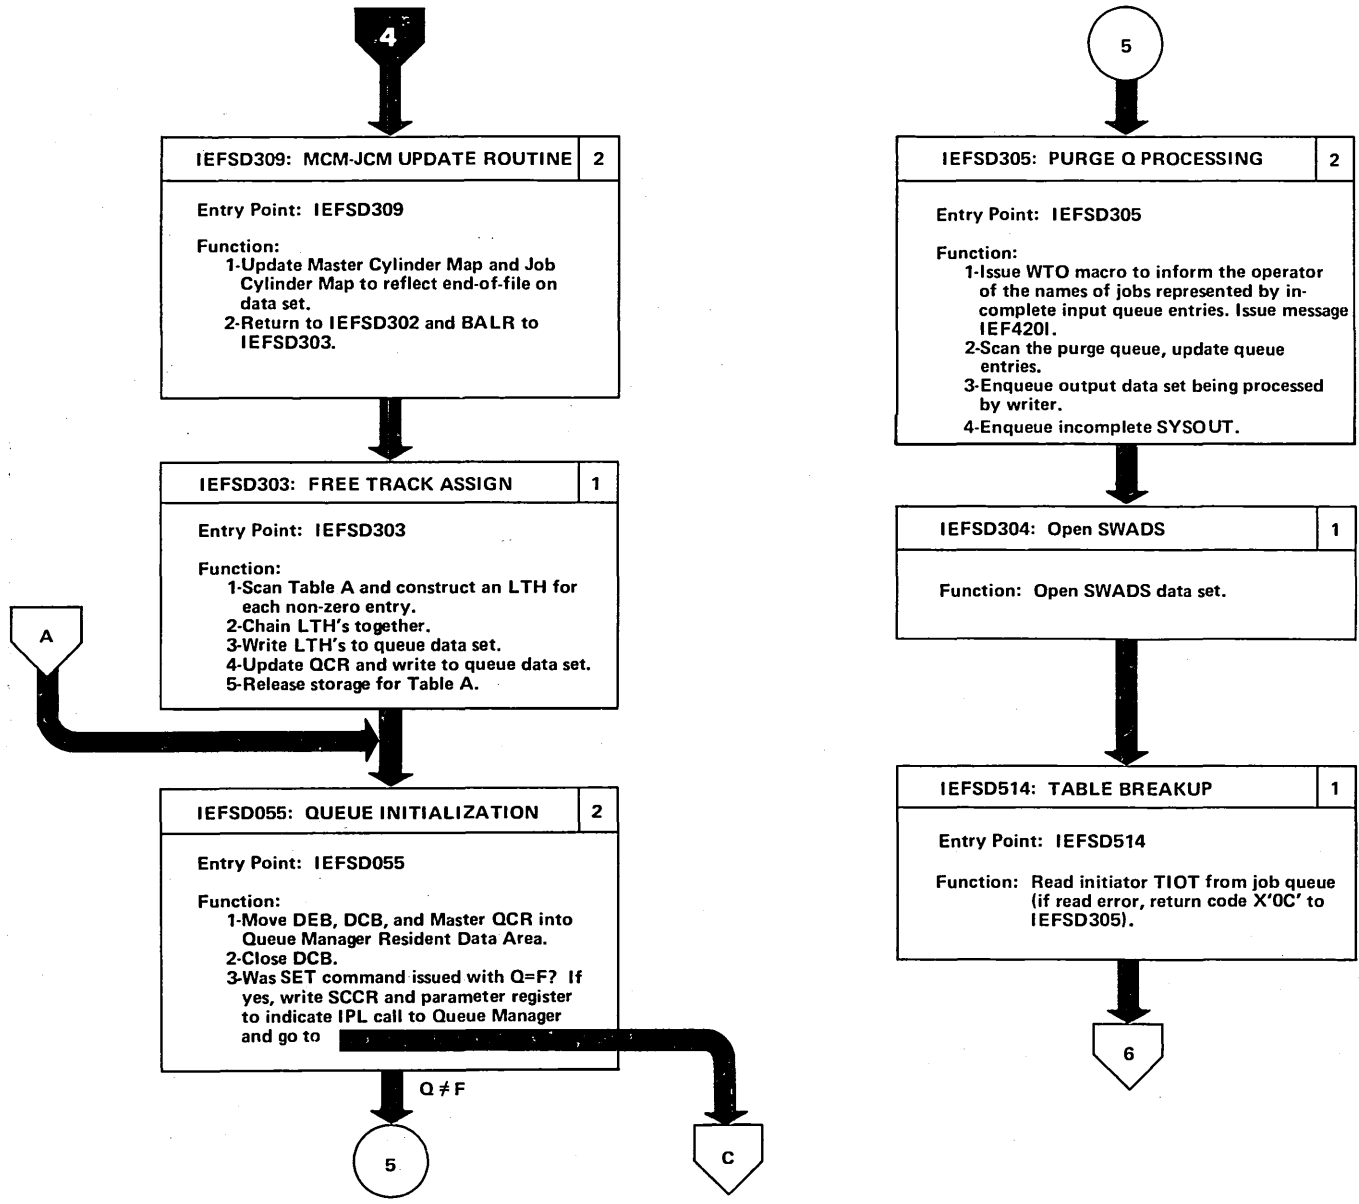 4
IEFSD309: MCM-JCM UPDATE ROUTINE 2
Entry Point: IEFSD309
Function:
1-Update Master Cylinder Map and Job
Cylinder Map to reflect end-of-file on
data set.
2-Return to IEFSD302 and BALR to
IEFSD303.
IEFSD303: FREE TRACK ASSIGN 1
Entry Point: IEFSD303
Function:
1-Scan Table A and construct an LTH for
each non-zero entry.
2-Chain LTH's together.
3-Write LTH's to queue data set.
4-Update QCR and write to queue data set.
5-Release storage for Table A.
A
IEFSD055: QUEUE INITIALIZATION 2
Entry Point: IEFSD055
Function:
1-Move DEB, DCB, and Master QCR into
Queue Manager Resident Data Area.
2-Close DCB.
3-Was SET command issued with Q=F? If
yes, write SCCR and parameter register
to indicate IPL call to Queue Manager
and go to
Q ≠ F
5
C
5
IEFSD305: PURGE Q PROCESSING 2
Entry Point: IEFSD305
Function:
1-Issue WTO macro to inform the operator
of the names of jobs represented by in-
complete input queue entries. Issue message
IEF420I.
2-Scan the purge queue, update queue
entries.
3-Enqueue output data set being processed
by writer.
4-Enqueue incomplete SYSOUT.
IEFSD304: Open SWADS 1
Function: Open SWADS data set.
IEFSD514: TABLE BREAKUP 1
Entry Point: IEFSD514
Function: Read initiator TIOT from job queue
(if read error, return code X'0C' to
IEFSD305).
6